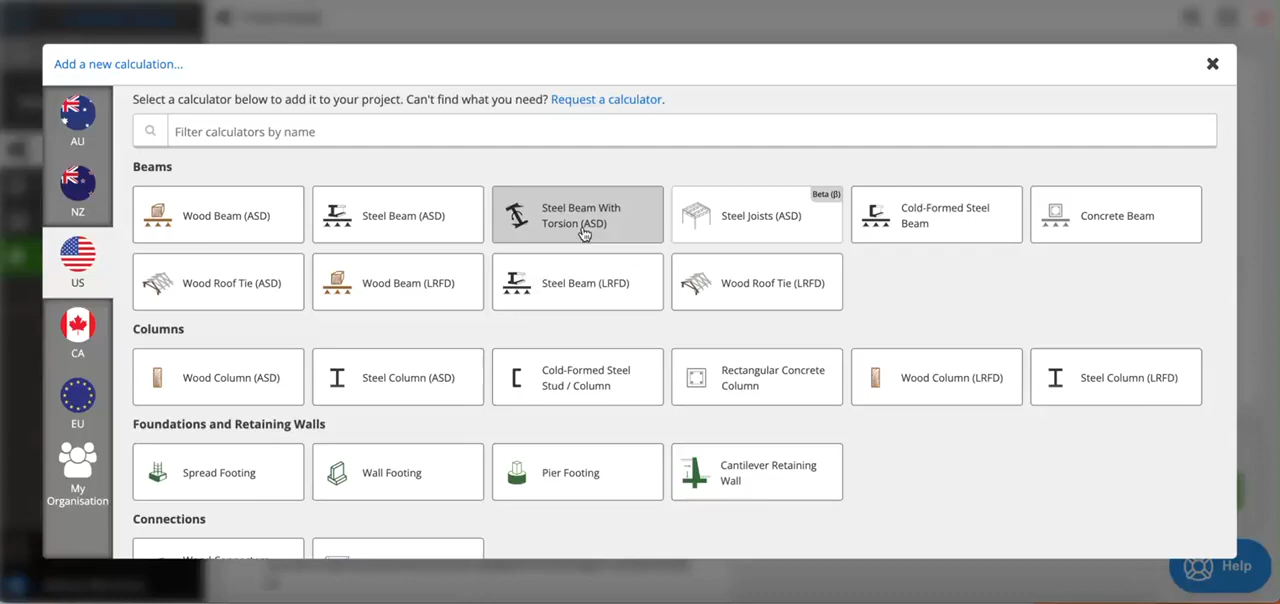 Add a new calculation...
Select a calculator below to add it to your project. Can't find what you need? Request a calculator.
Filter calculators by name
AU
NZ
US
CA
EU
My
Organisation
Beams
Wood Beam (ASD)
Steel Beam (ASD)
Steel Beam With
Torsion (ASD)
Steel Joists (ASD)
Beta (β)
Cold-Formed Steel
Beam
Concrete Beam
Wood Roof Tie (ASD)
Wood Beam (LRFD)
Steel Beam (LRFD)
Wood Roof Tie (LRFD)
Columns
Wood Column (ASD)
Steel Column (ASD)
Cold-Formed Steel
Stud / Column
Rectangular Concrete
Column
Wood Column (LRFD)
Steel Column (LRFD)
Foundations and Retaining Walls
Spread Footing
Wall Footing
Pier Footing
Cantilever Retaining
Wall
Connections
Help